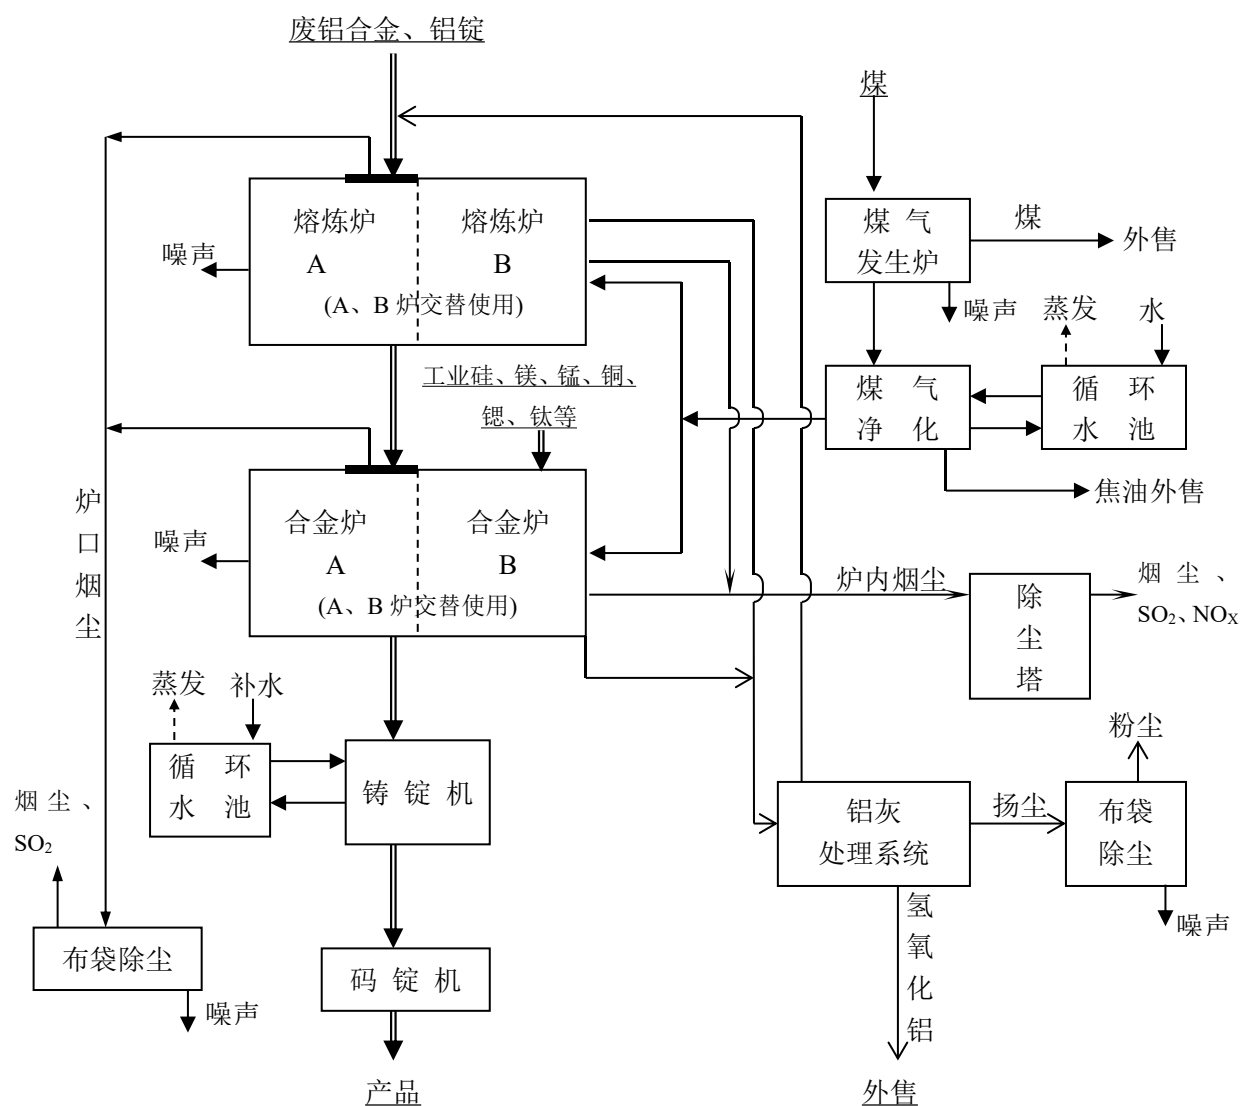 废铝合金、铝锭
煤
熔炼炉
A
熔炼炉
B
(A、B 炉交替使用)
噪声
煤 气
发生炉
煤
外售
噪声
蒸发
水
工业硅、镁、锰、铜、
锶、钛等
煤 气
净 化
循 环
水 池
焦油外售
炉口烟尘
合金炉
A
合金炉
B
(A、B 炉交替使用)
噪声
炉内烟尘
除尘塔
烟 尘 、
SO2、NOX
蒸发
补水
循 环
水 池
铸 锭 机
粉尘
烟 尘 、
SO2
铝灰
处理系统
扬尘
布袋
除尘
噪声
氢氧化铝
布袋除尘
噪声
码 锭 机
产品
外售